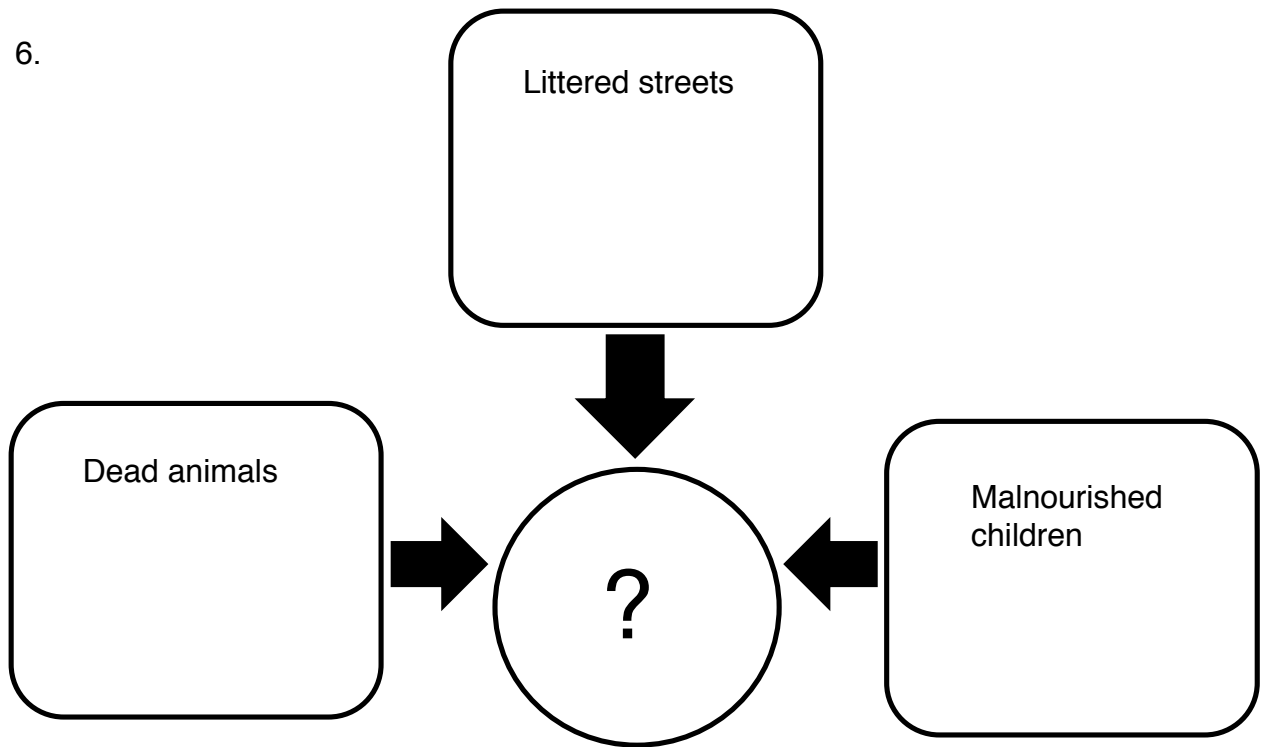 6.
Littered streets
Dead animals
Malnourished
children
?